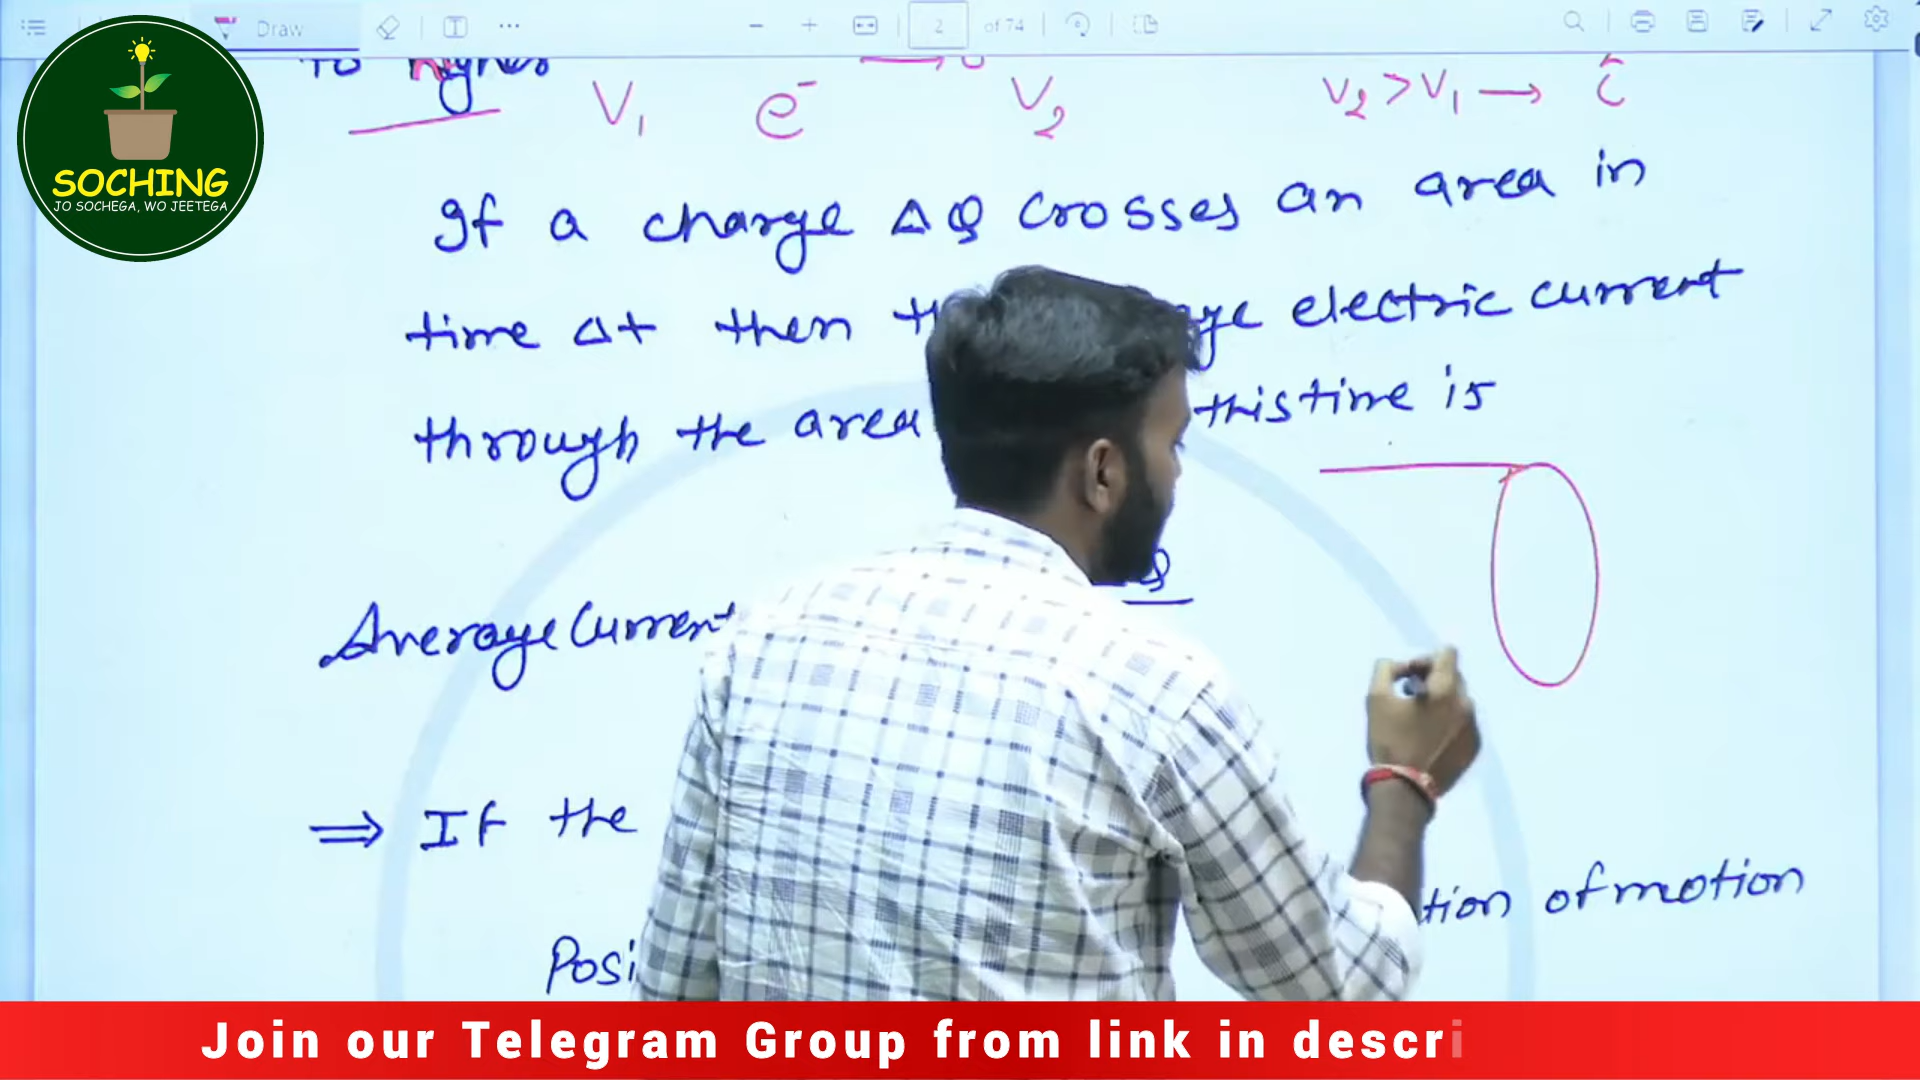 Draw
2 of 74
To higher
V1 e- V2
V2 > V1 → i
SOCHING
JO SOCHEGA, WO JEETEGA
If a charge ΔQ crosses an area in
time Δt then electric current
through the area this time is
Average Current
Q
⇒ If the
of motion
Join our Telegram Group from link in descri